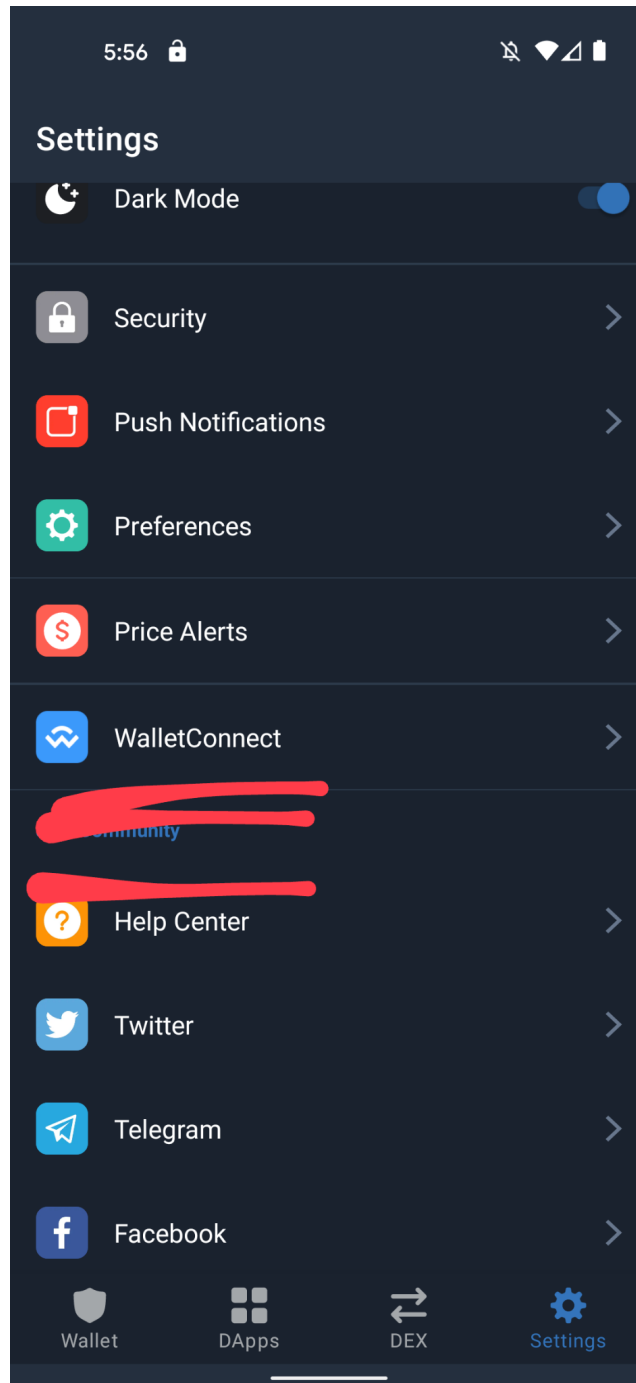 5:56
Settings
Dark Mode
Security
Push Notifications
Preferences
$
Price Alerts
WalletConnect
?
Help Center
Twitter
Telegram
f
Facebook
Wallet
DApps
DEX
Settings